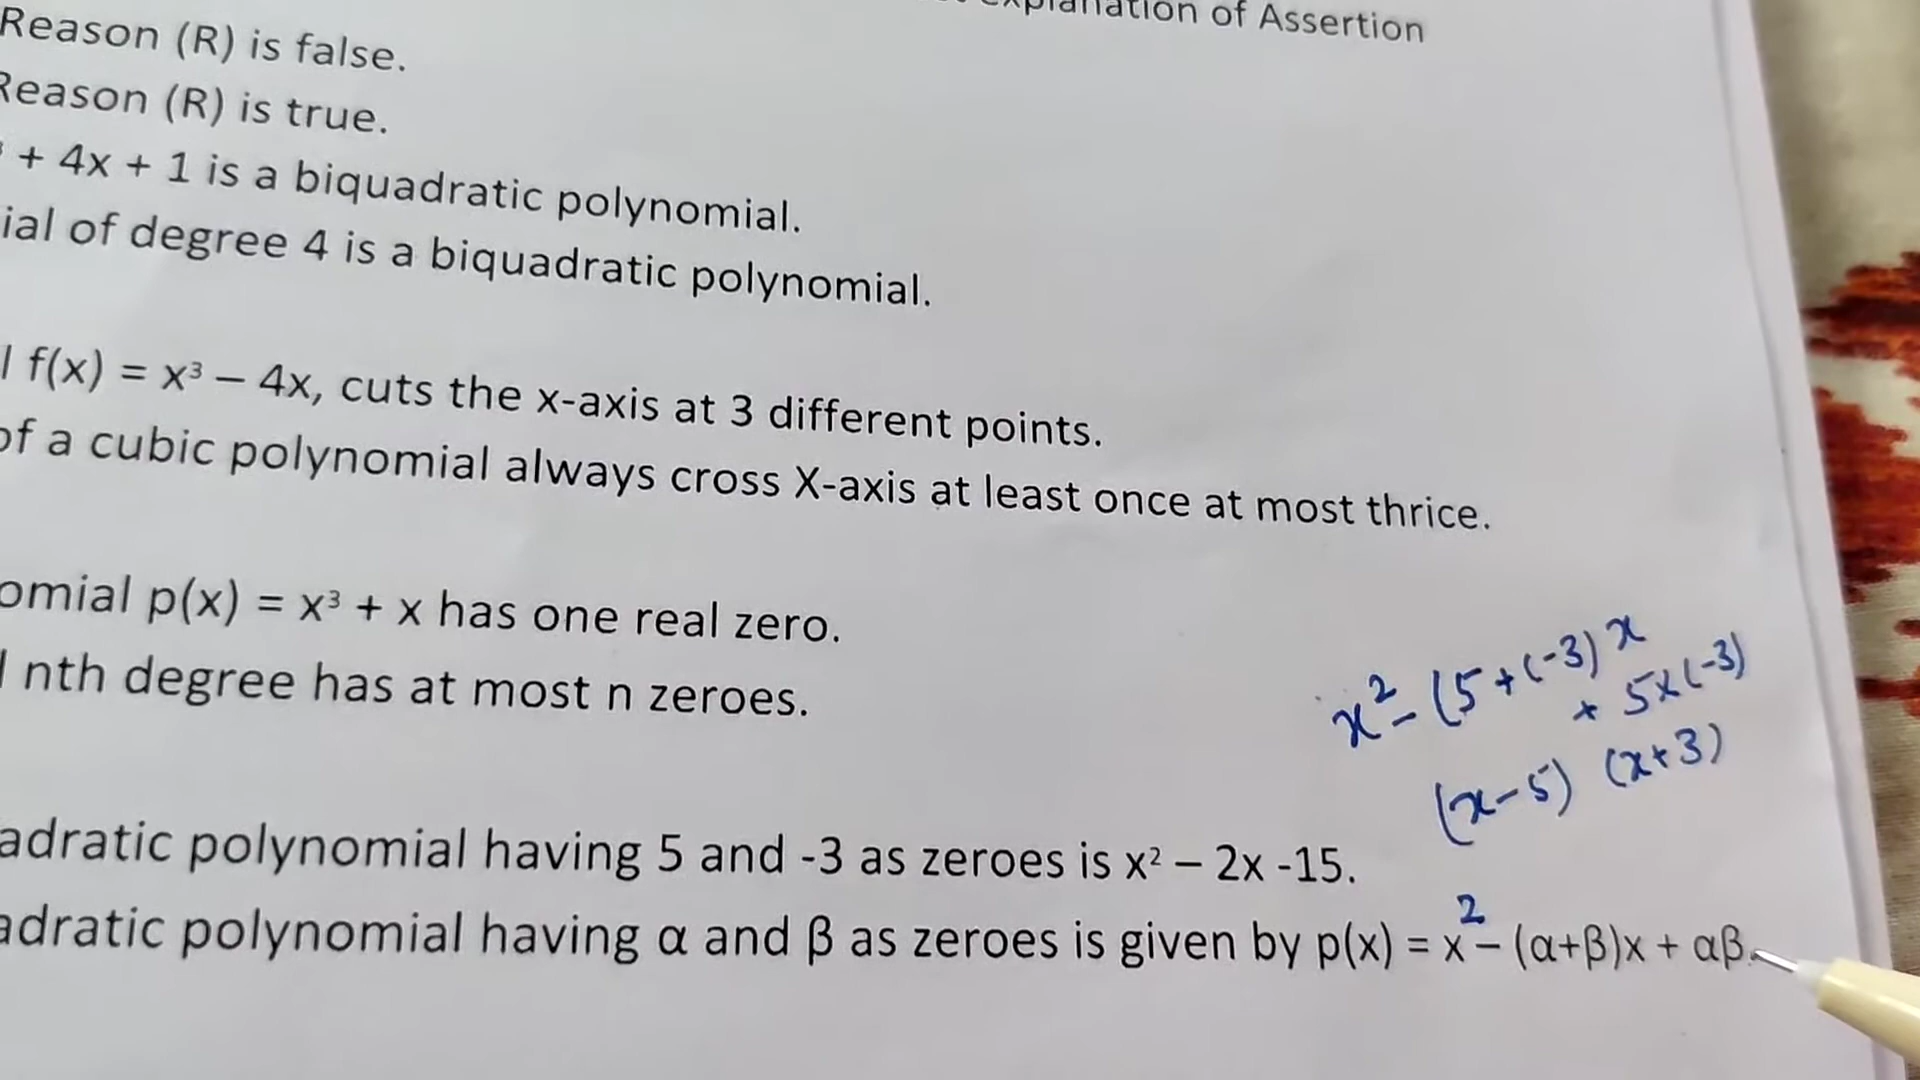 explanation of Assertion
Reason (R) is false.
Reason (R) is true.
+ 4x + 1 is a biquadratic polynomial.
ial of degree 4 is a biquadratic polynomial.
l f(x) = x³ – 4x, cuts the x-axis at 3 different points.
of a cubic polynomial always cross X-axis at least once at most thrice.
omial p(x) = x³ + x has one real zero.
l nth degree has at most n zeroes.
x² - (5 + (-3) x
+ 5x(-3)
(x-5) (x+3)
adratic polynomial having 5 and -3 as zeroes is x² – 2x -15.
adratic polynomial having α and β as zeroes is given by p(x) = x² – (α+β)x + αβ.